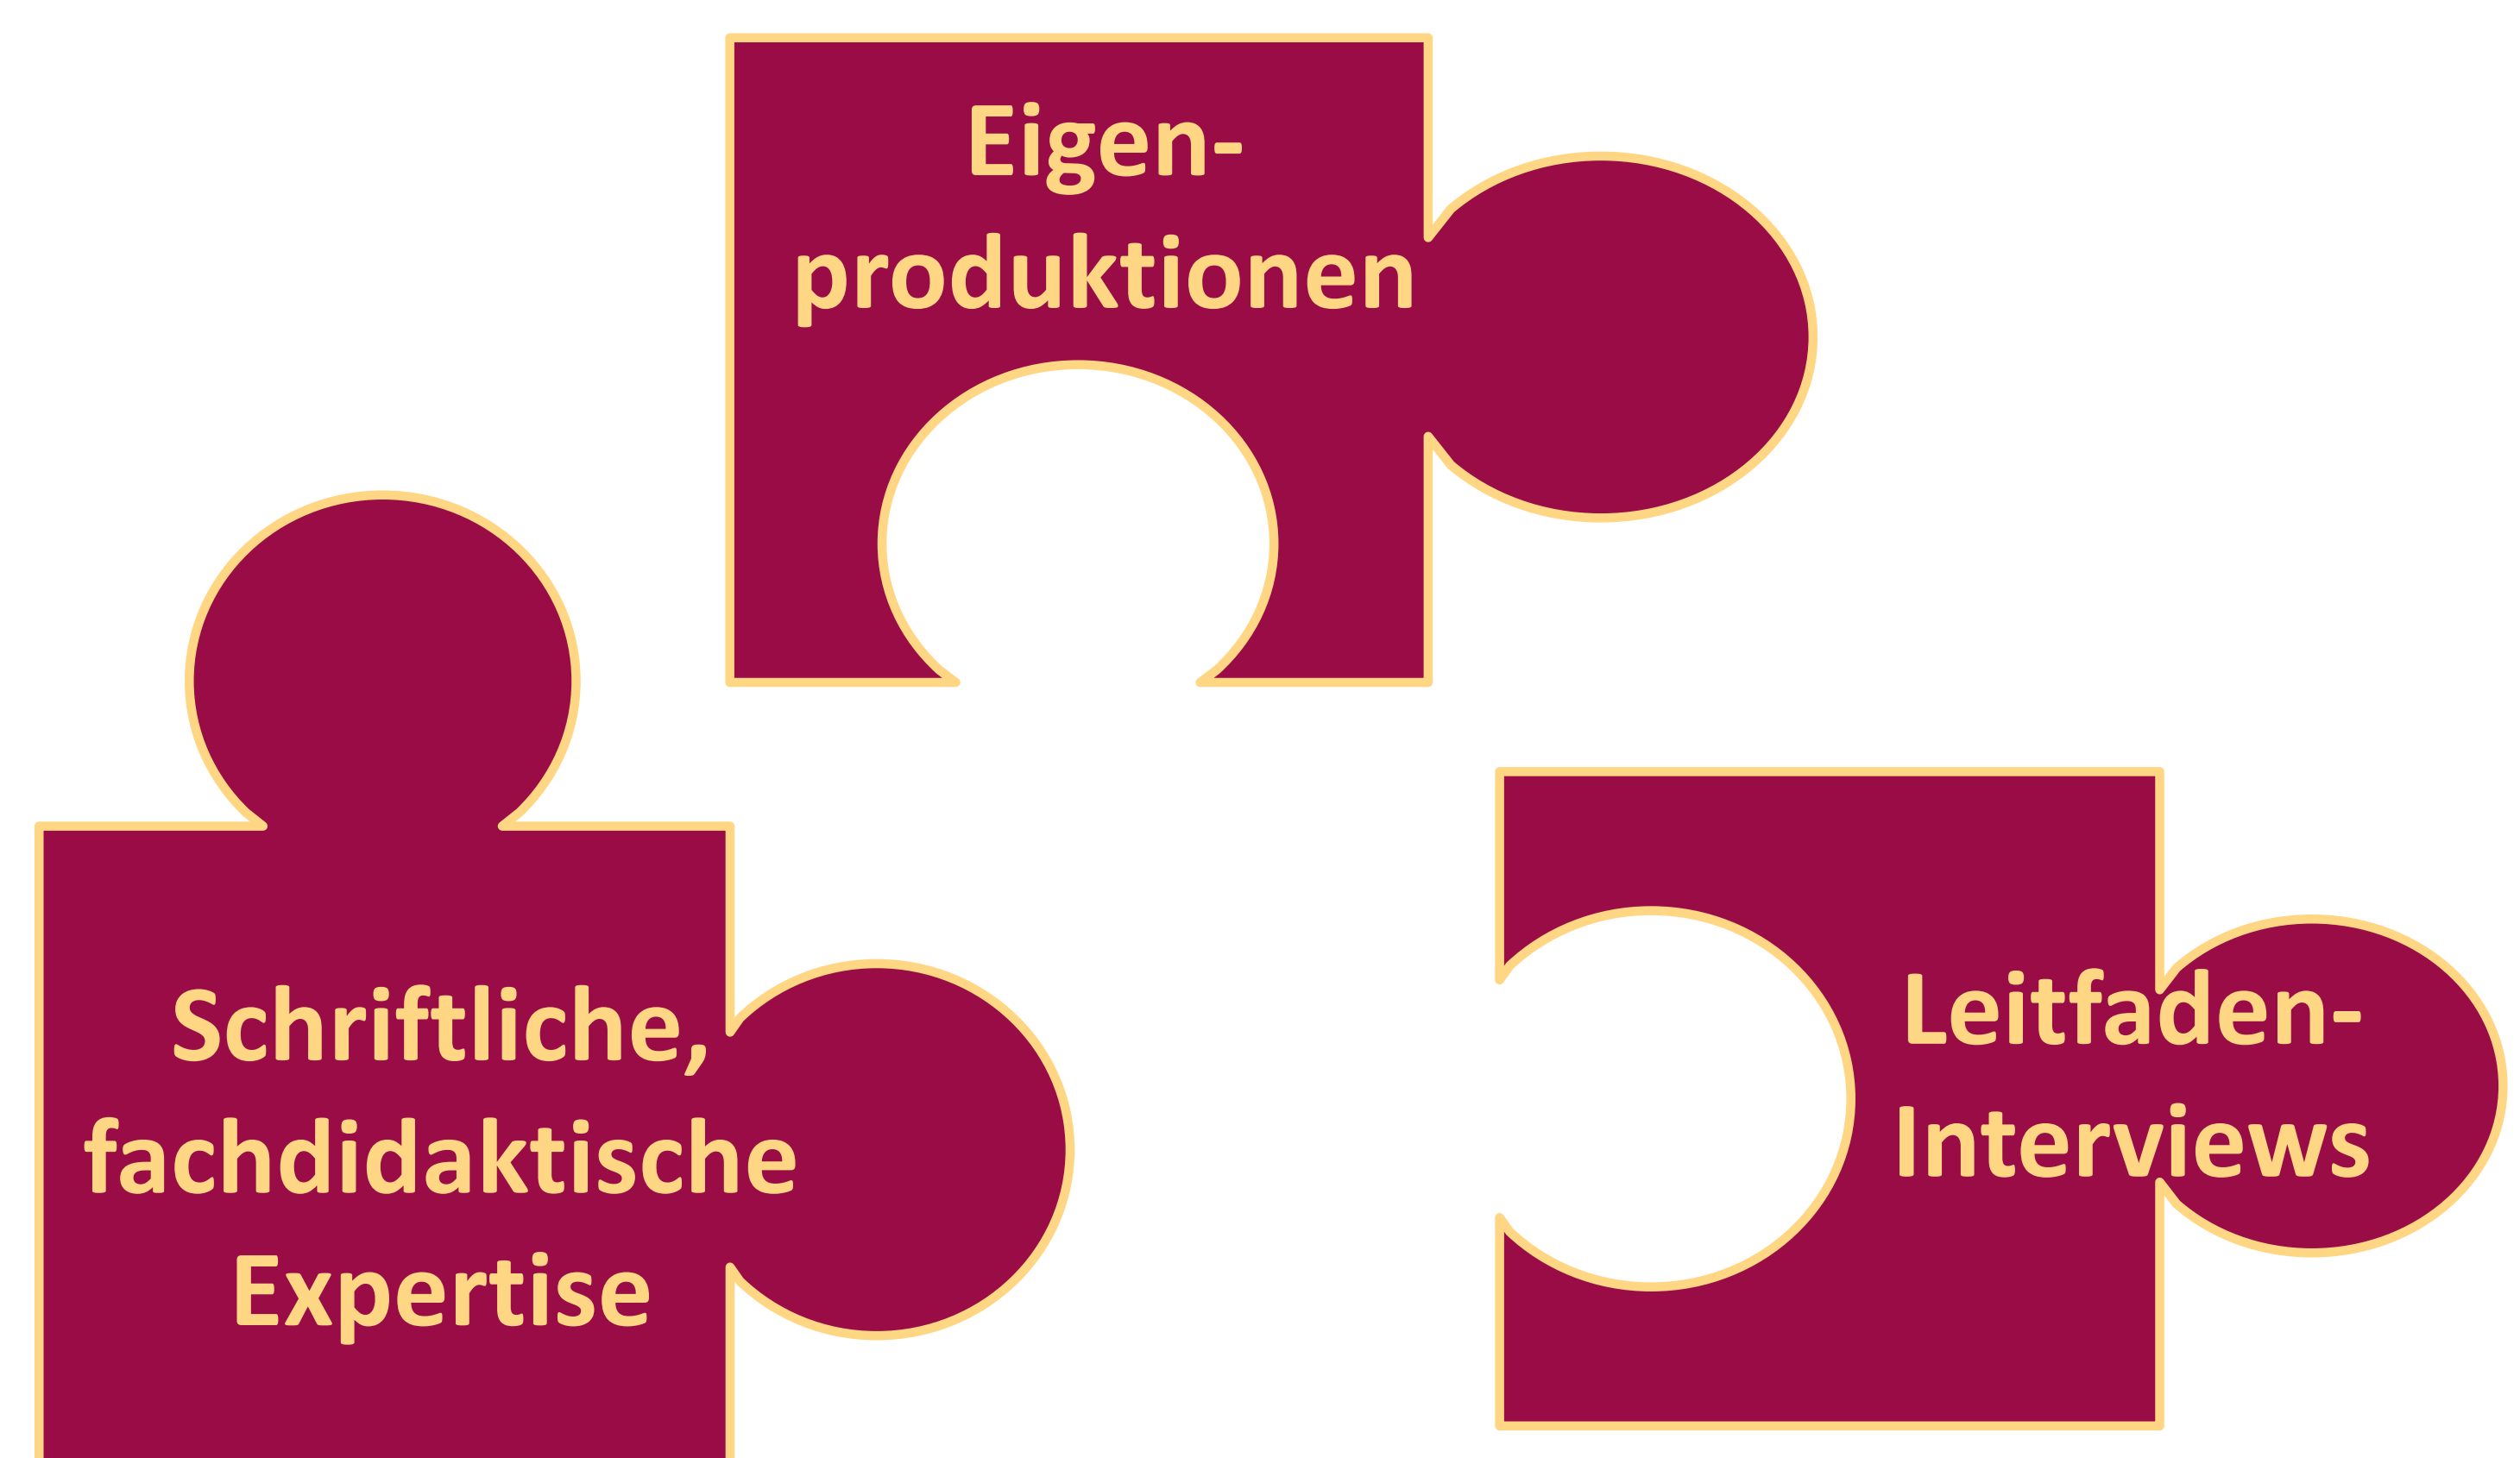 Eigen-
produktionen
Schriftliche,
fachdidaktische
Expertise
Leitfaden-
Interviews